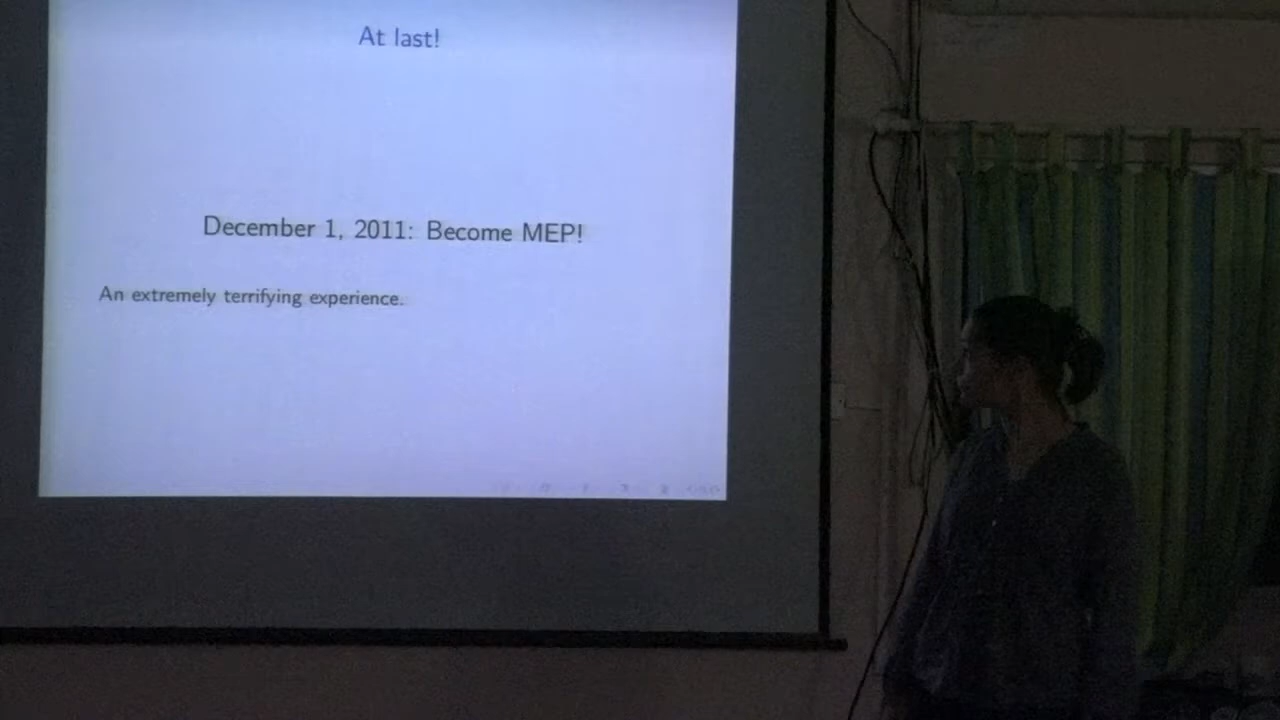 At last!
December 1, 2011: Become MEP!
An extremely terrifying experience.